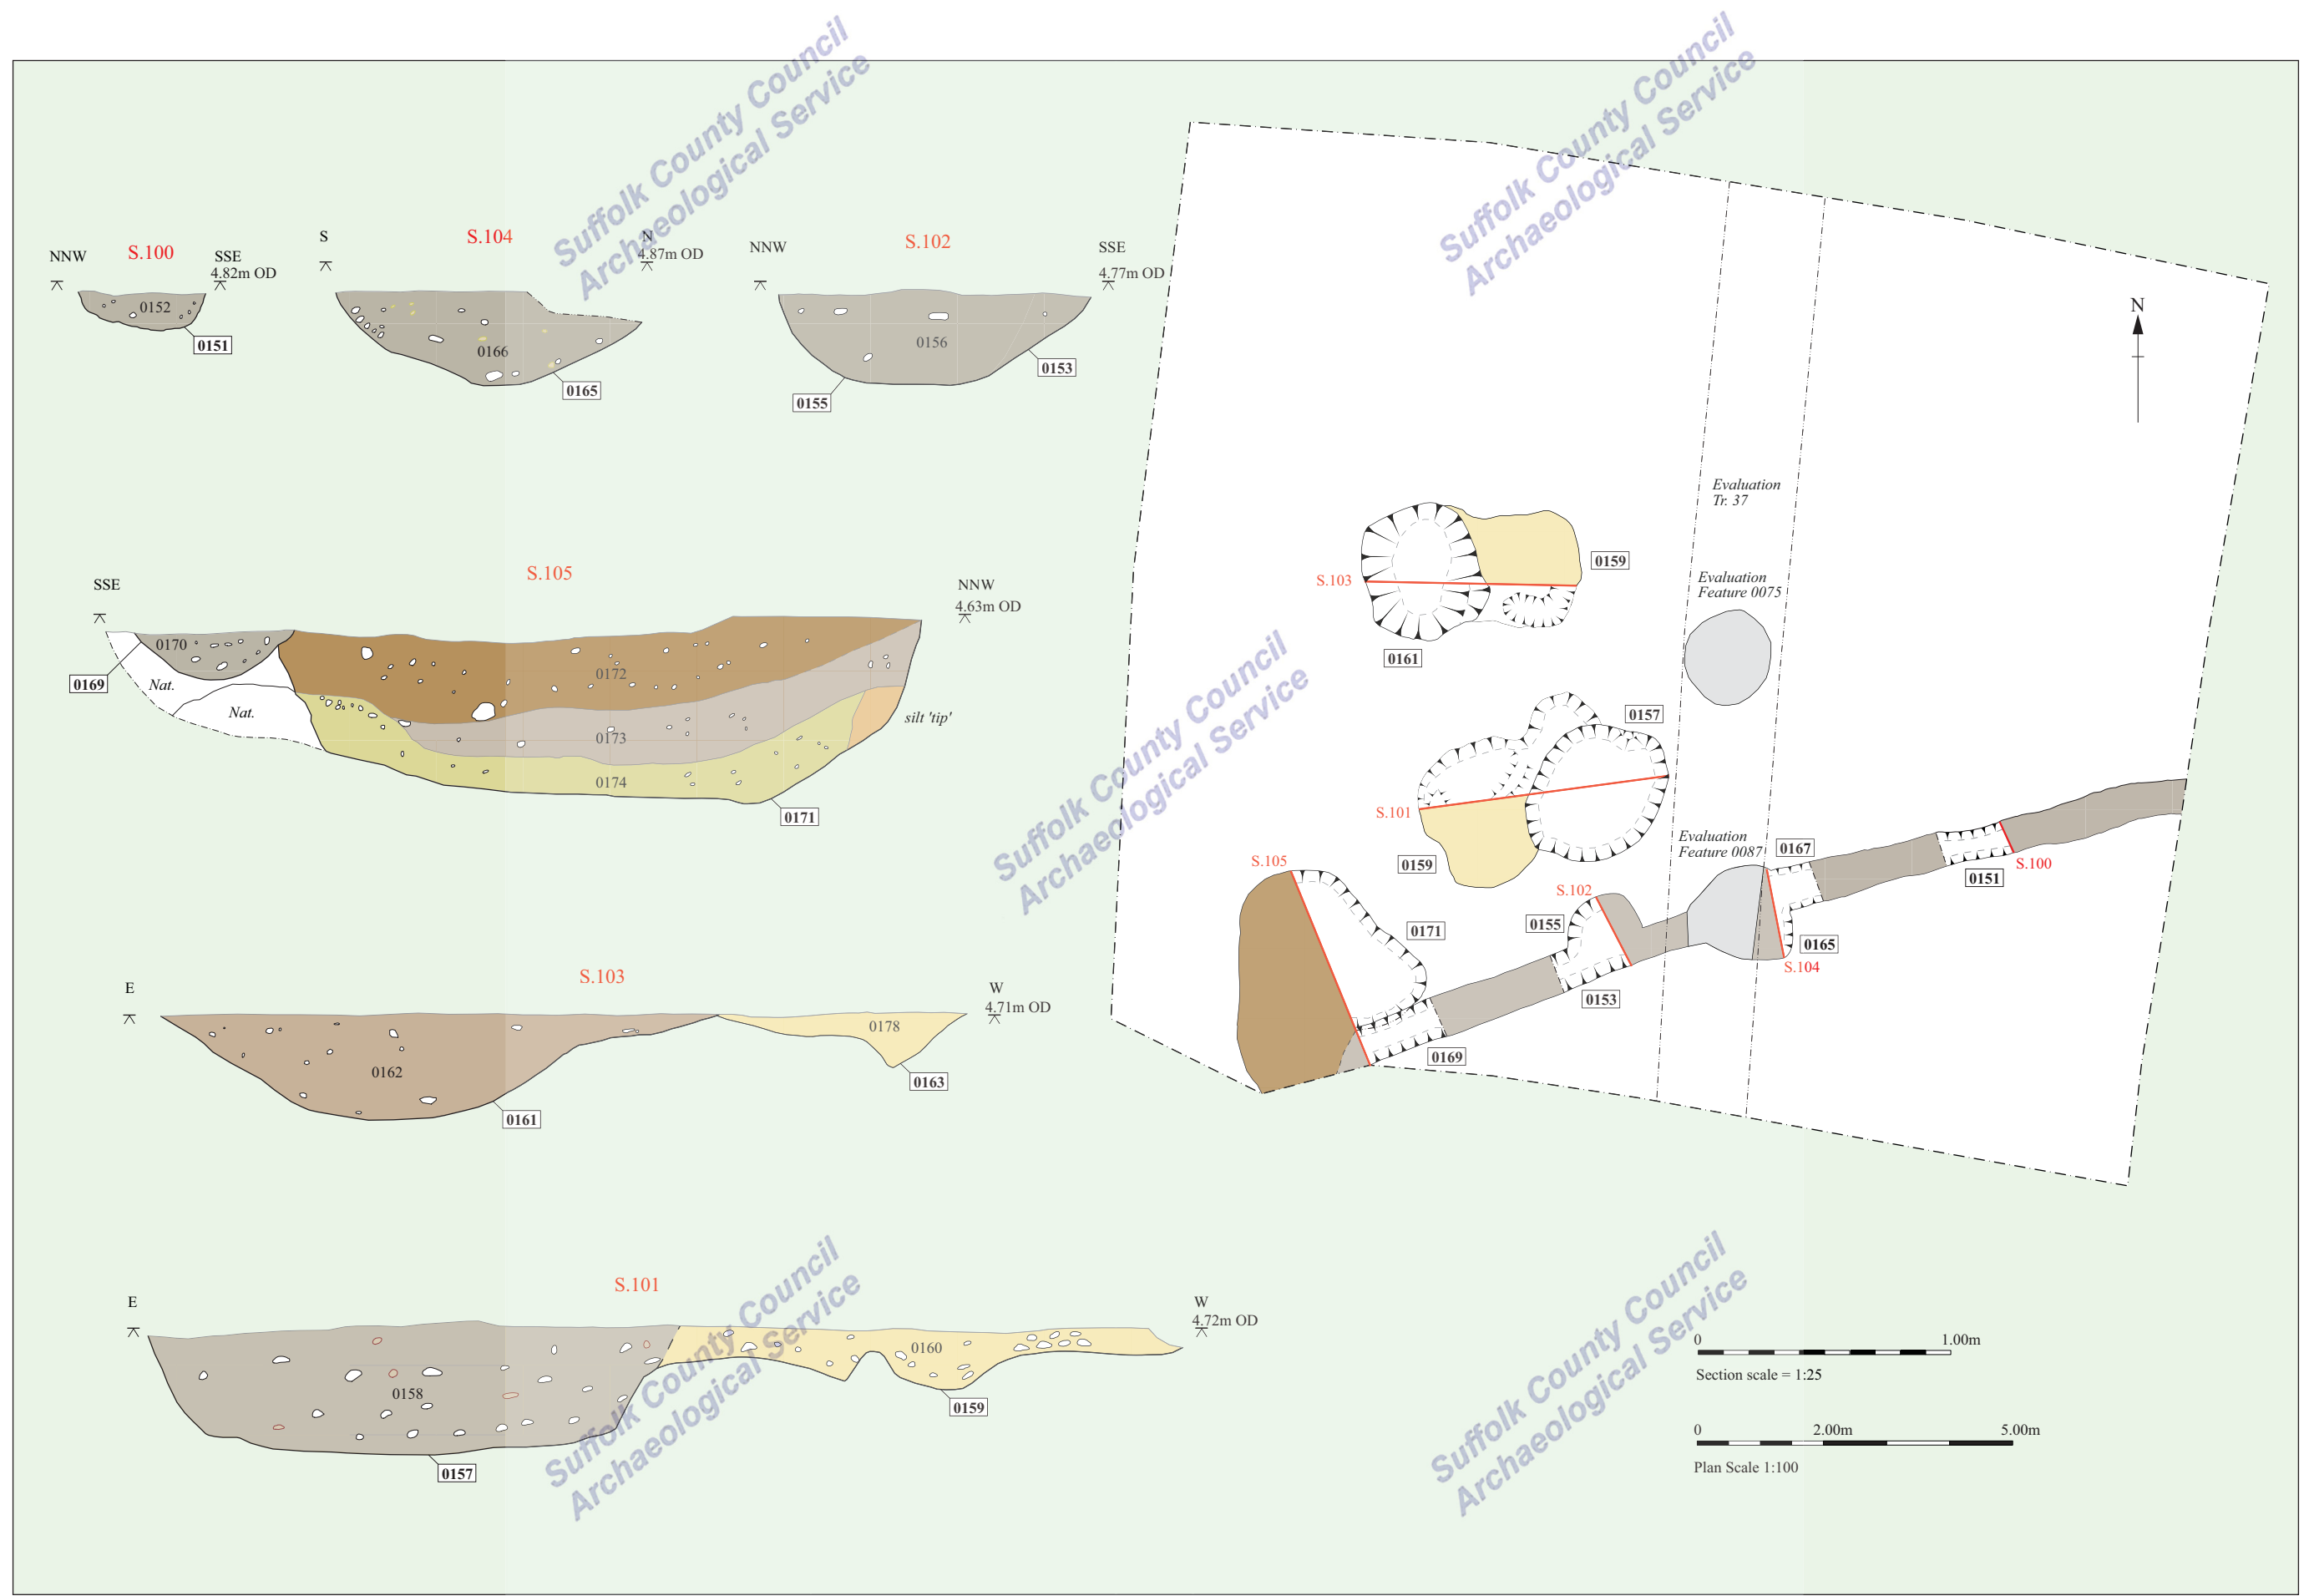 Suffolk County Council
Archaeological Service
Suffolk County Council
Archaeological Service
NNW
S.100
SSE
4.82m OD
0152
0151
S
S.104
N
4.87m OD
0166
0165
NNW
S.102
SSE
4.77m OD
0156
0155
0153
SSE
S.105
NNW
4.63m OD
0170
0169
Nat.
Nat.
0172
0173
0174
silt 'tip'
0171
E
S.103
W
4.71m OD
0162
0178
0163
0161
E
S.101
W
4.72m OD
0158
0160
0159
0157
Suffolk County Council
Archaeological Service
Suffolk County Council
Archaeological Service
Suffolk County Council
Archaeological Service
N
Evaluation
Tr. 37
S.103
0159
0161
Evaluation
Feature 0075
0157
S.101
0159
Evaluation
Feature 0087
0167
S.100
0151
S.105
S.102
0155
0171
0165
S.104
0153
0169
0
1.00m
Section scale = 1:25
0
2.00m
5.00m
Plan Scale 1:100